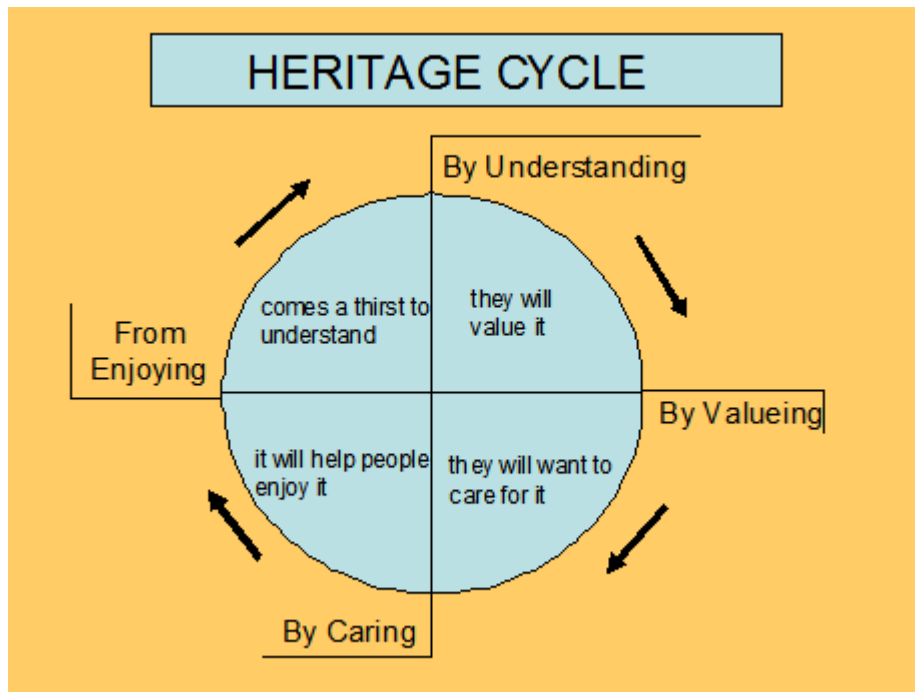 HERITAGE CYCLE
By Understanding
they will
value it
By Valueing
they will want to
care for it
By Caring
it will help people
enjoy it
From
Enjoying
comes a thirst to
understand